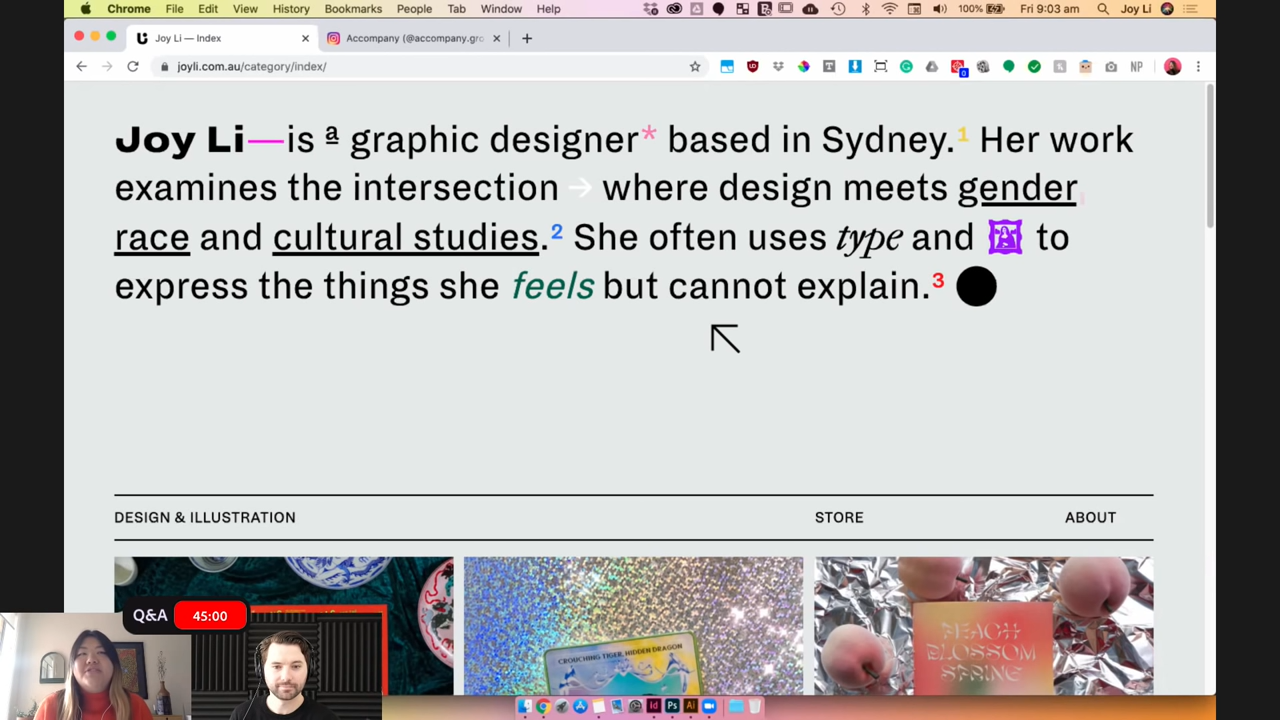 Chrome File Edit View History Bookmarks People Tab Window Help 100% Fri 9:03 am Joy Li
Joy Li — Index
Accompany (@accompany.gro
joyli.com.au/category/index/
NP
Joy Li—is a graphic designer* based in Sydney.¹ Her work
examines the intersection → where design meets gender,
race and cultural studies.² She often uses type and to
express the things she feels but cannot explain.³
DESIGN & ILLUSTRATION STORE ABOUT
Q&A 45:00
CROUCHING TIGER, HIDDEN DRAGON
PEACH
BLOSSOM
SPRING